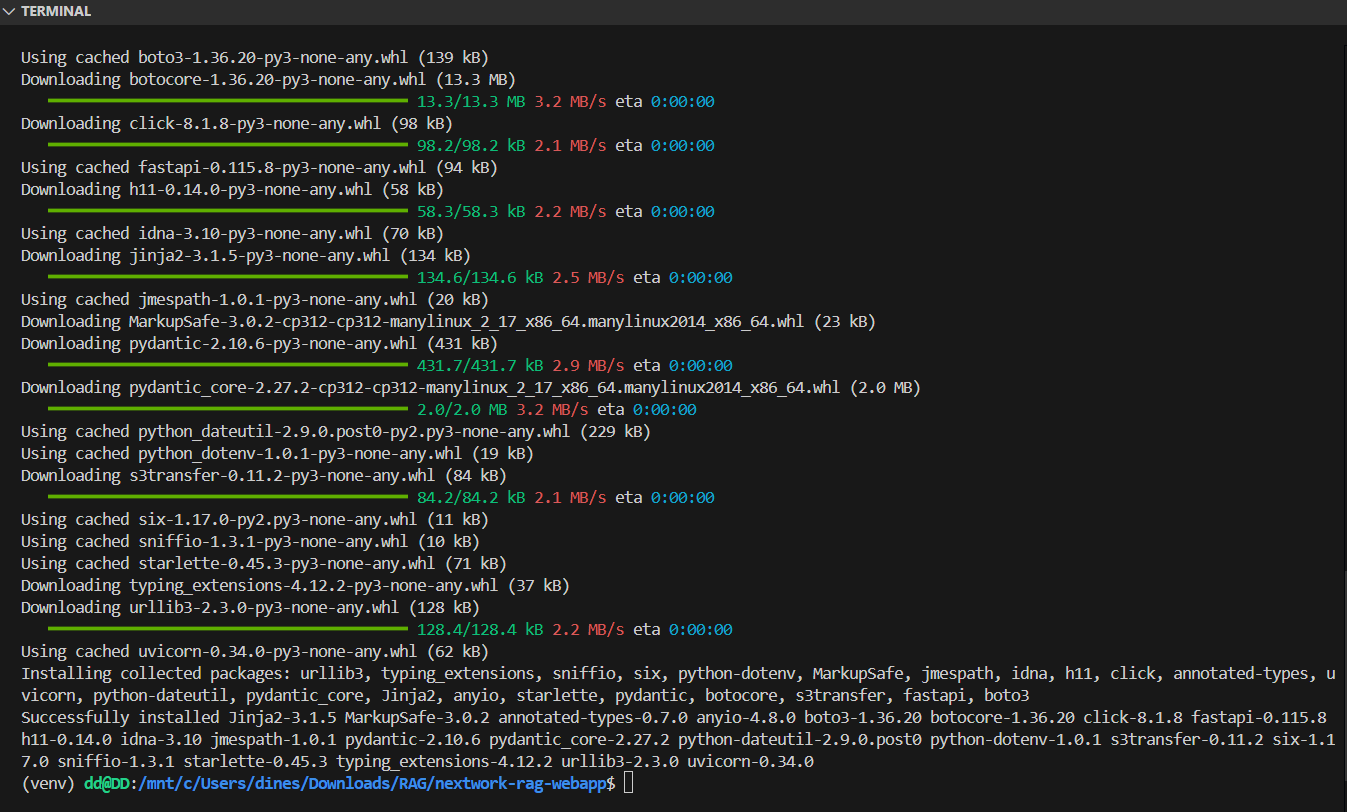 TERMINAL
Using cached boto3-1.36.20-py3-none-any.whl (139 kB)
Downloading botocore-1.36.20-py3-none-any.whl (13.3 MB)
13.3/13.3 MB 3.2 MB/s eta 0:00:00
Downloading click-8.1.8-py3-none-any.whl (98 kB)
98.2/98.2 kB 2.1 MB/s eta 0:00:00
Using cached fastapi-0.115.8-py3-none-any.whl (94 kB)
Downloading h11-0.14.0-py3-none-any.whl (58 kB)
58.3/58.3 kB 2.2 MB/s eta 0:00:00
Using cached idna-3.10-py3-none-any.whl (70 kB)
Downloading jinja2-3.1.5-py3-none-any.whl (134 kB)
134.6/134.6 kB 2.5 MB/s eta 0:00:00
Using cached jmespath-1.0.1-py3-none-any.whl (20 kB)
Downloading MarkupSafe-3.0.2-cp312-cp312-manylinux_2_17_x86_64.manylinux2014_x86_64.whl (23 kB)
Downloading pydantic-2.10.6-py3-none-any.whl (431 kB)
431.7/431.7 kB 2.9 MB/s eta 0:00:00
Downloading pydantic_core-2.27.2-cp312-cp312-manylinux_2_17_x86_64.manylinux2014_x86_64.whl (2.0 MB)
2.0/2.0 MB 3.2 MB/s eta 0:00:00
Using cached python_dateutil-2.9.0.post0-py2.py3-none-any.whl (229 kB)
Using cached python_dotenv-1.0.1-py3-none-any.whl (19 kB)
Downloading s3transfer-0.11.2-py3-none-any.whl (84 kB)
84.2/84.2 kB 2.1 MB/s eta 0:00:00
Using cached six-1.17.0-py2.py3-none-any.whl (11 kB)
Using cached sniffio-1.3.1-py3-none-any.whl (10 kB)
Using cached starlette-0.45.3-py3-none-any.whl (71 kB)
Downloading typing_extensions-4.12.2-py3-none-any.whl (37 kB)
Downloading urllib3-2.3.0-py3-none-any.whl (128 kB)
128.4/128.4 kB 2.2 MB/s eta 0:00:00
Using cached uvicorn-0.34.0-py3-none-any.whl (62 kB)
Installing collected packages: urllib3, typing_extensions, sniffio, six, python-dotenv, MarkupSafe, jmespath, idna, h11, click, annotated-types, u
vicorn, python-dateutil, pydantic_core, Jinja2, anyio, starlette, pydantic, botocore, s3transfer, fastapi, boto3
Successfully installed Jinja2-3.1.5 MarkupSafe-3.0.2 annotated-types-0.7.0 anyio-4.8.0 boto3-1.36.20 botocore-1.36.20 click-8.1.8 fastapi-0.115.8
h11-0.14.0 idna-3.10 jmespath-1.0.1 pydantic-2.10.6 pydantic_core-2.27.2 python-dateutil-2.9.0.post0 python-dotenv-1.0.1 s3transfer-0.11.2 six-1.1
7.0 sniffio-1.3.1 starlette-0.45.3 typing_extensions-4.12.2 urllib3-2.3.0 uvicorn-0.34.0
(venv) dd@DD:/mnt/c/Users/dines/Downloads/RAG/nextwork-rag-webapp$